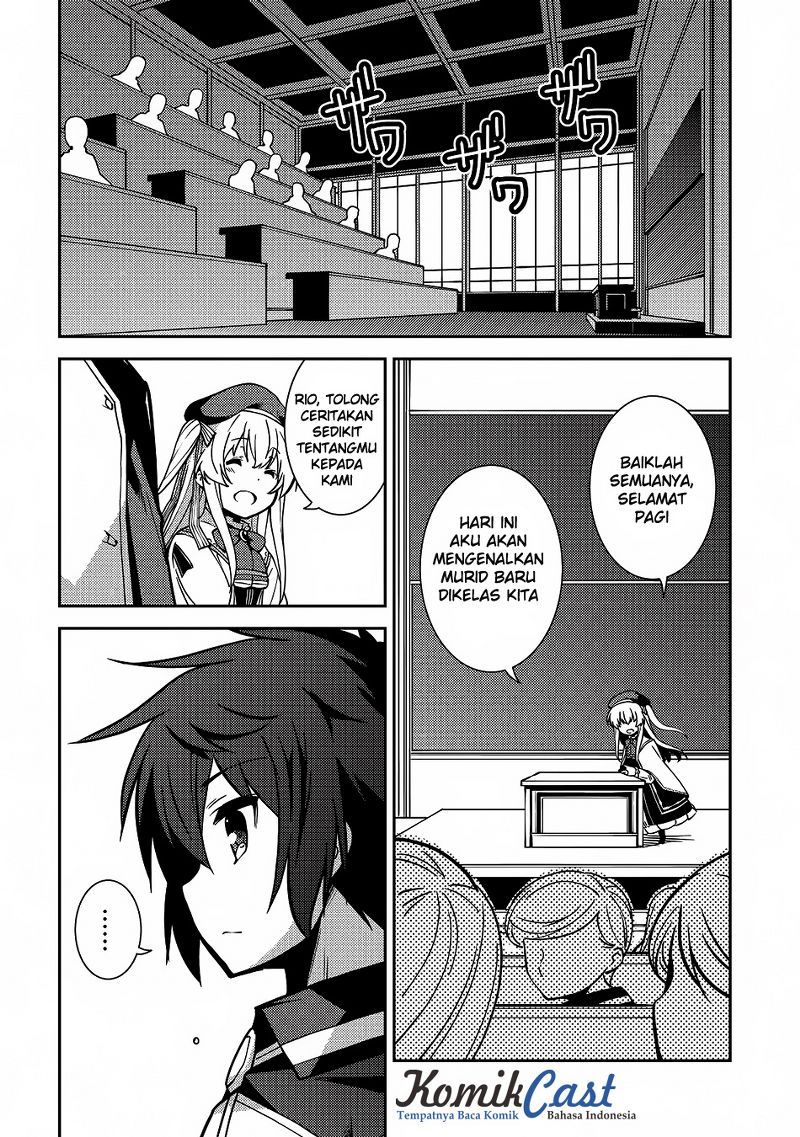 ザワ
ザワ
ザワ
BAIKLAH
SEMUANYA,
SELAMAT
PAGI
HARI INI
AKU AKAN
MENGENALKAN
MURID BARU
DIKELAS KITA
RIO, TOLONG
CERITAKAN
SEDIKIT
TENTANGMU
KEPADA
KAMI
......
KomikCast
Tempatnya Baca Komik Bahasa Indonesia